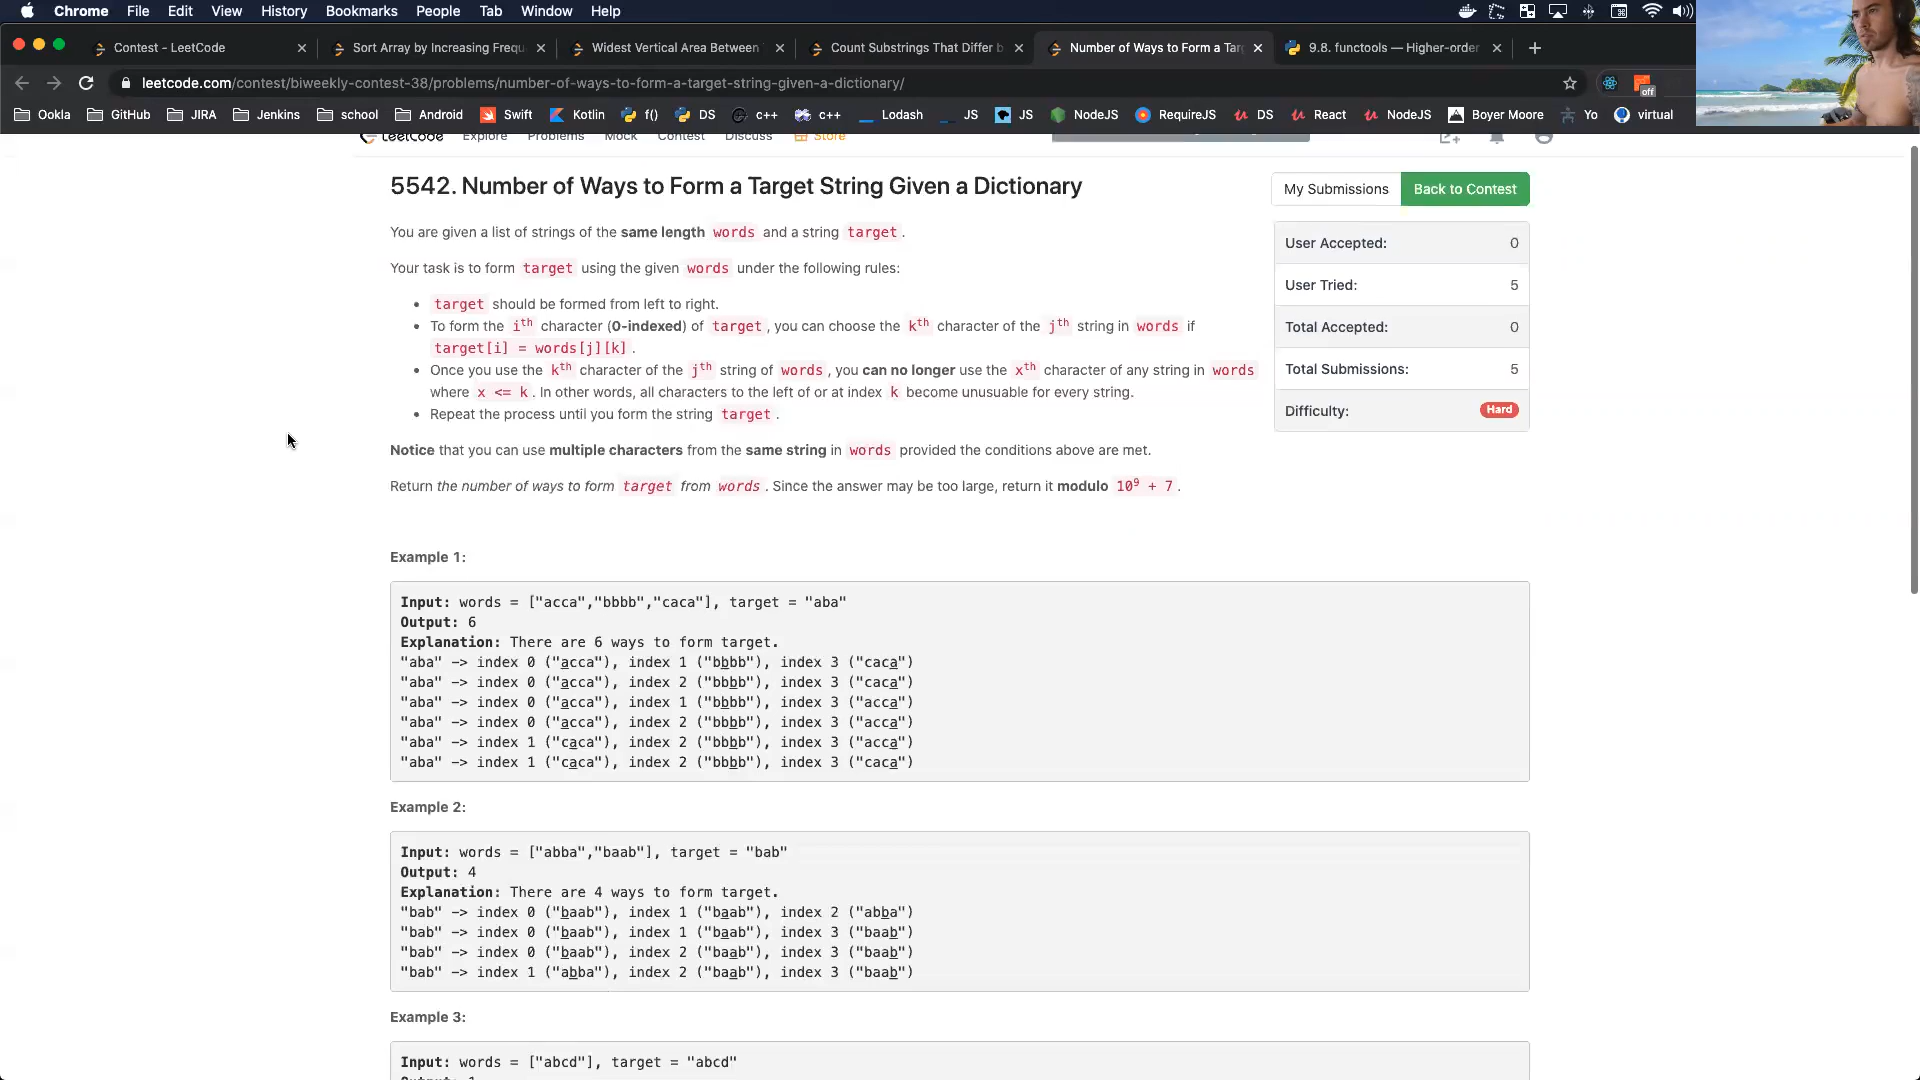 Chrome File Edit View History Bookmarks People Tab Window Help
Contest - LeetCode
Sort Array by Increasing Frequ
Widest Vertical Area Between
Count Substrings That Differ b
Number of Ways to Form a Tar
9.8. functools — Higher-order
leetcode.com/contest/biweekly-contest-38/problems/number-of-ways-to-form-a-target-string-given-a-dictionary/
off
Ookla GitHub JIRA Jenkins school Android Swift Kotlin f() DS c++ c++ Lodash JS JS NodeJS RequireJS DS React NodeJS Boyer Moore Yo virtual
LeetCode Explore Problems Mock Contest Discuss Store
5542. Number of Ways to Form a Target String Given a Dictionary
My Submissions
Back to Contest
You are given a list of strings of the same length words and a string target.
Your task is to form target using the given words under the following rules:
• target should be formed from left to right.
• To form the ith character (0-indexed) of target, you can choose the kth character of the jth string in words if
target[i] = words[j][k].
• Once you use the kth character of the jth string of words, you can no longer use the xth character of any string in words
where x <= k. In other words, all characters to the left of or at index k become unusuable for every string.
• Repeat the process until you form the string target.
Notice that you can use multiple characters from the same string in words provided the conditions above are met.
Return the number of ways to form target from words. Since the answer may be too large, return it modulo 10^9 + 7.
User Accepted: 0
User Tried: 5
Total Accepted: 0
Total Submissions: 5
Difficulty: Hard
Example 1:
Input: words = ["acca","bbbb","caca"], target = "aba"
Output: 6
Explanation: There are 6 ways to form target.
"aba" -> index 0 ("acca"), index 1 ("bbbb"), index 3 ("caca")
"aba" -> index 0 ("acca"), index 2 ("bbbb"), index 3 ("caca")
"aba" -> index 0 ("acca"), index 1 ("bbbb"), index 3 ("acca")
"aba" -> index 0 ("acca"), index 2 ("bbbb"), index 3 ("acca")
"aba" -> index 1 ("caca"), index 2 ("bbbb"), index 3 ("acca")
"aba" -> index 1 ("caca"), index 2 ("bbbb"), index 3 ("caca")
Example 2:
Input: words = ["abba","baab"], target = "bab"
Output: 4
Explanation: There are 4 ways to form target.
"bab" -> index 0 ("baab"), index 1 ("baab"), index 2 ("abba")
"bab" -> index 0 ("baab"), index 1 ("baab"), index 3 ("baab")
"bab" -> index 0 ("baab"), index 2 ("baab"), index 3 ("baab")
"bab" -> index 1 ("abba"), index 2 ("baab"), index 3 ("baab")
Example 3:
Input: words = ["abcd"], target = "abcd"